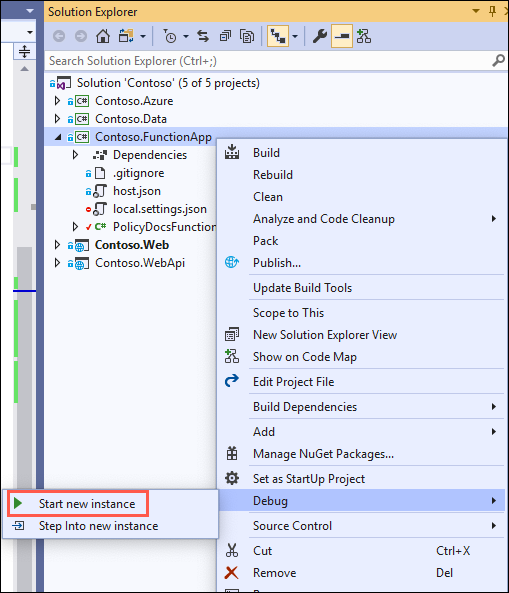 Solution Explorer
Search Solution Explorer (Ctrl+;)
Solution 'Contoso' (5 of 5 projects)
C# Contoso.Azure
C# Contoso.Data
C# Contoso.FunctionApp
Dependencies
.gitignore
host.json
local.settings.json
C# PolicyDocsFunction
Contoso.Web
Contoso.WebApi
Build
Rebuild
Clean
Analyze and Code Cleanup
Pack
Publish...
Update Build Tools
Scope to This
New Solution Explorer View
Show on Code Map
Edit Project File
Build Dependencies
Add
Manage NuGet Packages...
Set as StartUp Project
Debug
Source Control
Cut Ctrl+X
Remove Del
Start new instance
Step Into new instance